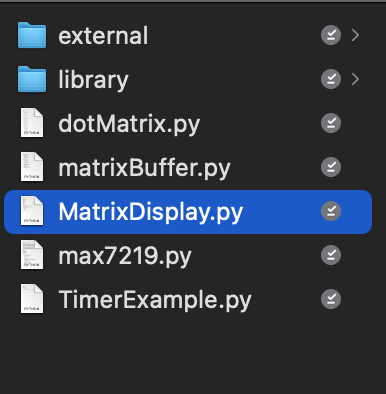 external
library
dotMatrix.py
matrixBuffer.py
MatrixDisplay.py
max7219.py
TimerExample.py